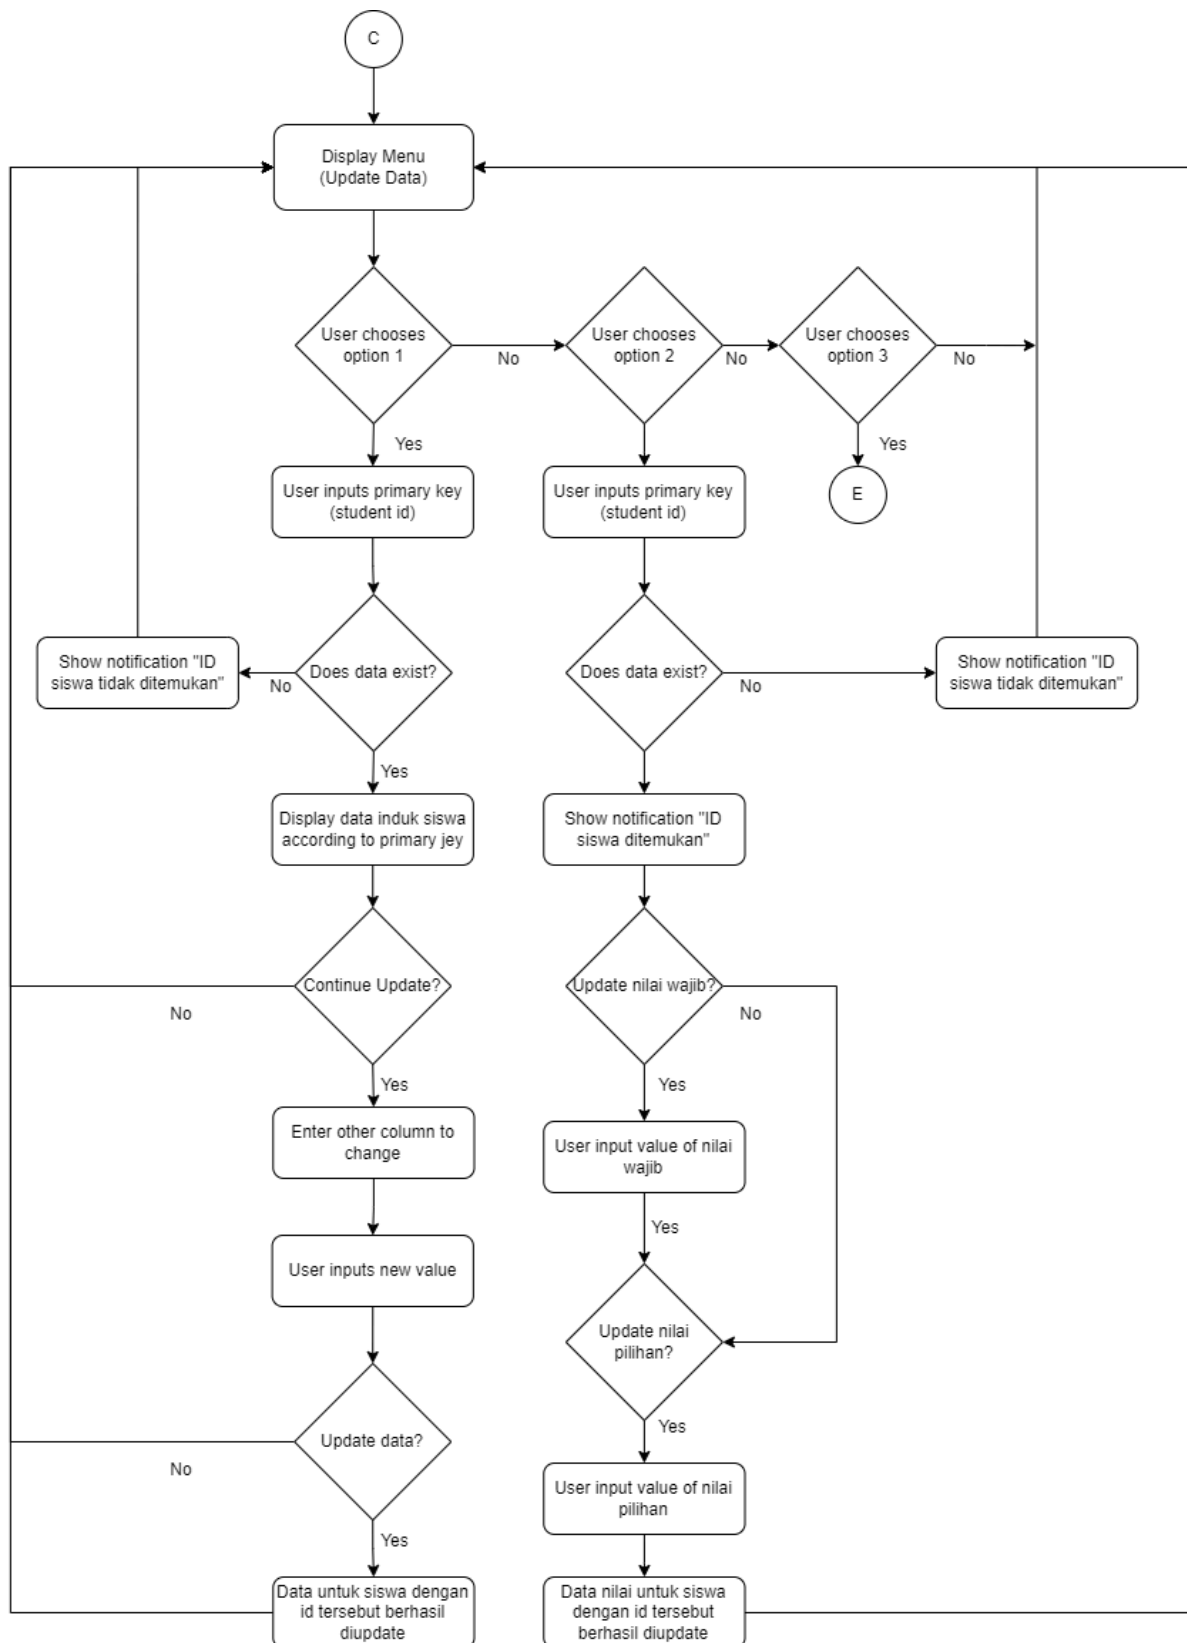 C
Display Menu
(Update Data)
User chooses
option 1
No
User chooses
option 2
No
User chooses
option 3
No
Yes
Yes
User inputs primary key
(student id)
User inputs primary key
(student id)
E
Show notification "ID
siswa tidak ditemukan"
No
Does data exist?
Does data exist?
No
Show notification "ID
siswa tidak ditemukan"
Yes
Display data induk siswa
according to primary jey
Show notification "ID
siswa ditemukan"
Continue Update?
No
Update nilai wajib?
No
Yes
Yes
Enter other column to
change
User input value of nilai
wajib
Yes
User inputs new value
Update nilai
pilihan?
Yes
Update data?
No
User input value of nilai
pilihan
Yes
Data untuk siswa dengan
id tersebut berhasil
diupdate
Data nilai untuk siswa
dengan id tersebut
berhasil diupdate